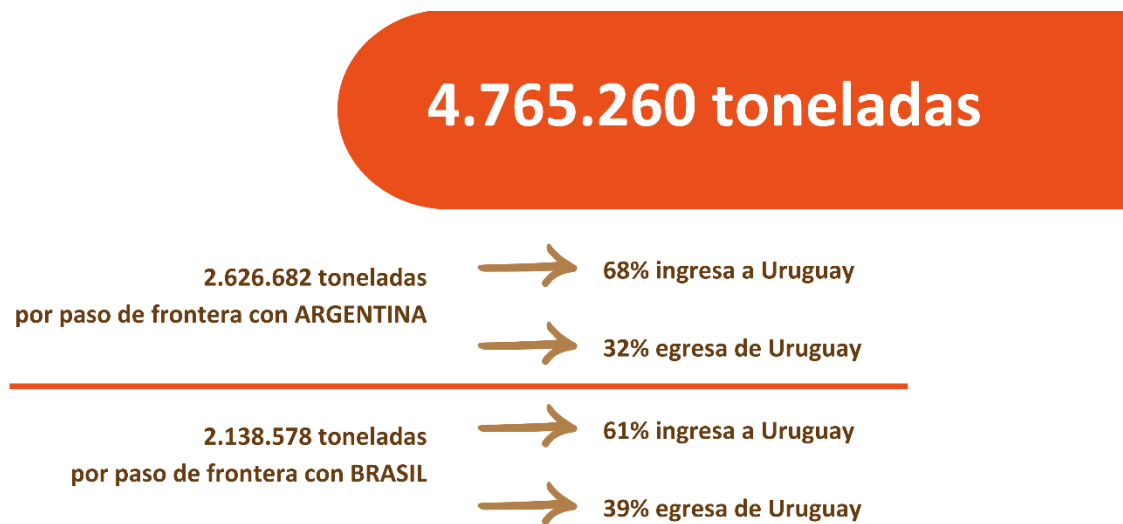 4.765.260 toneladas
2.626.682 toneladas
por paso de frontera con ARGENTINA
68% ingresa a Uruguay
32% egresa de Uruguay
2.138.578 toneladas
por paso de frontera con BRASIL
61% ingresa a Uruguay
39% egresa de Uruguay